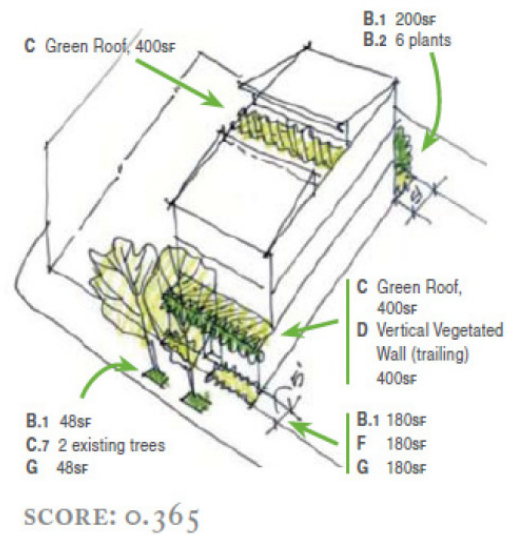 B.1 200SF
B.2 6 plants
C Green Roof, 400SF
C Green Roof,
400SF
D Vertical Vegetated
Wall (trailing)
400SF
B.1 48SF
C.7 2 existing trees
G 48SF
B.1 180SF
F 180SF
G 180SF
SCORE: 0.365